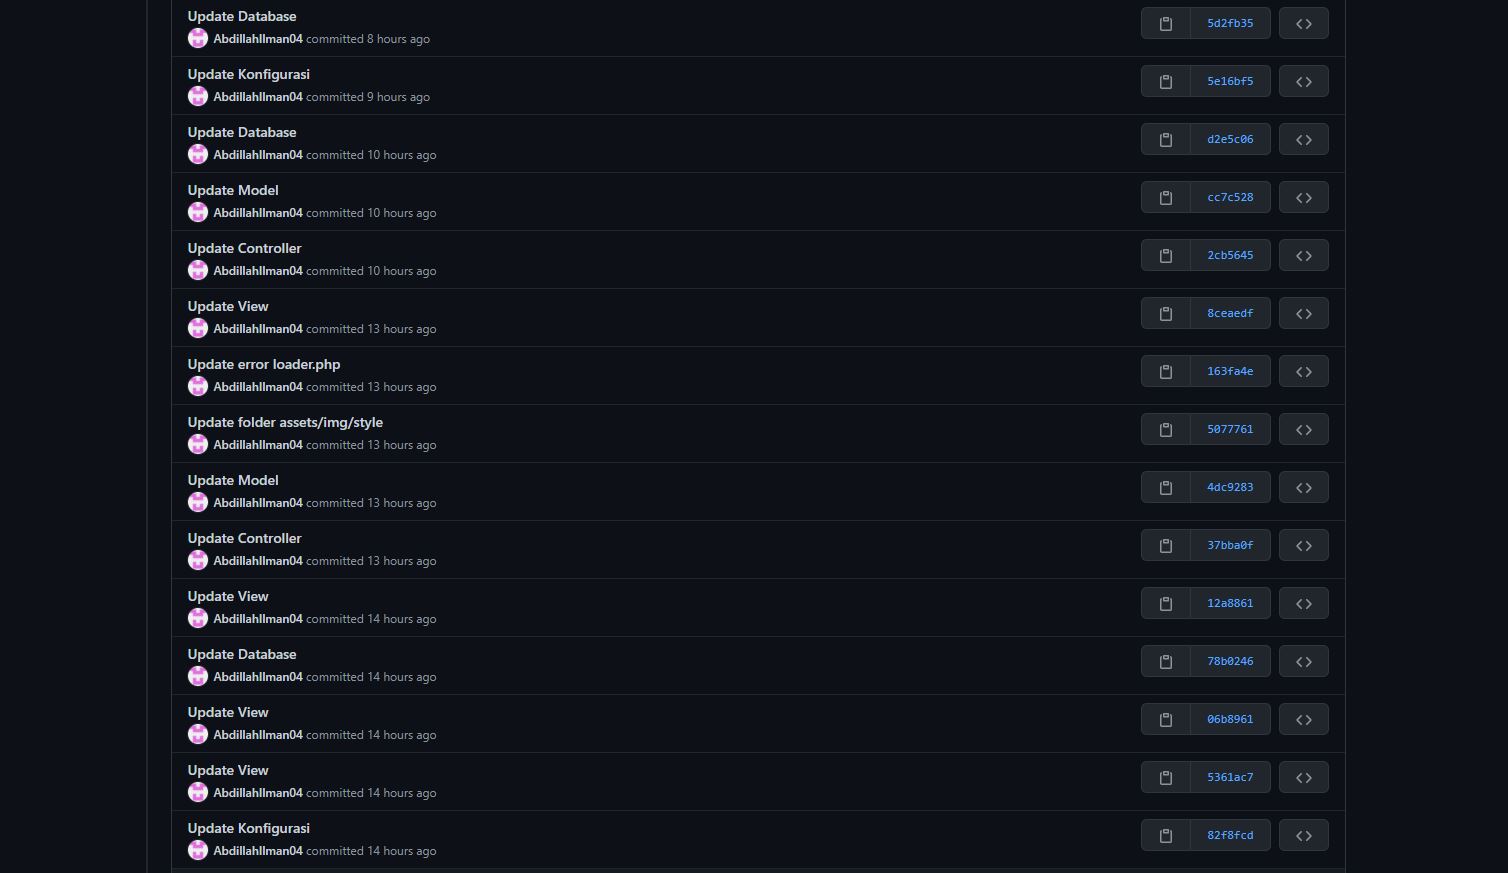 Update Database
5d2fb35
AbdillahIlman04 committed 8 hours ago
Update Konfigurasi
5e16bf5
AbdillahIlman04 committed 9 hours ago
Update Database
d2e5c06
AbdillahIlman04 committed 10 hours ago
Update Model
cc7c528
AbdillahIlman04 committed 10 hours ago
Update Controller
2cb5645
AbdillahIlman04 committed 10 hours ago
Update View
8ceaedf
AbdillahIlman04 committed 13 hours ago
Update error loader.php
163fa4e
AbdillahIlman04 committed 13 hours ago
Update folder assets/img/style
5077761
AbdillahIlman04 committed 13 hours ago
Update Model
4dc9283
AbdillahIlman04 committed 13 hours ago
Update Controller
37bba0f
AbdillahIlman04 committed 13 hours ago
Update View
12a8861
AbdillahIlman04 committed 14 hours ago
Update Database
78b0246
AbdillahIlman04 committed 14 hours ago
Update View
06b8961
AbdillahIlman04 committed 14 hours ago
Update View
5361ac7
AbdillahIlman04 committed 14 hours ago
Update Konfigurasi
82f8fcd
AbdillahIlman04 committed 14 hours ago